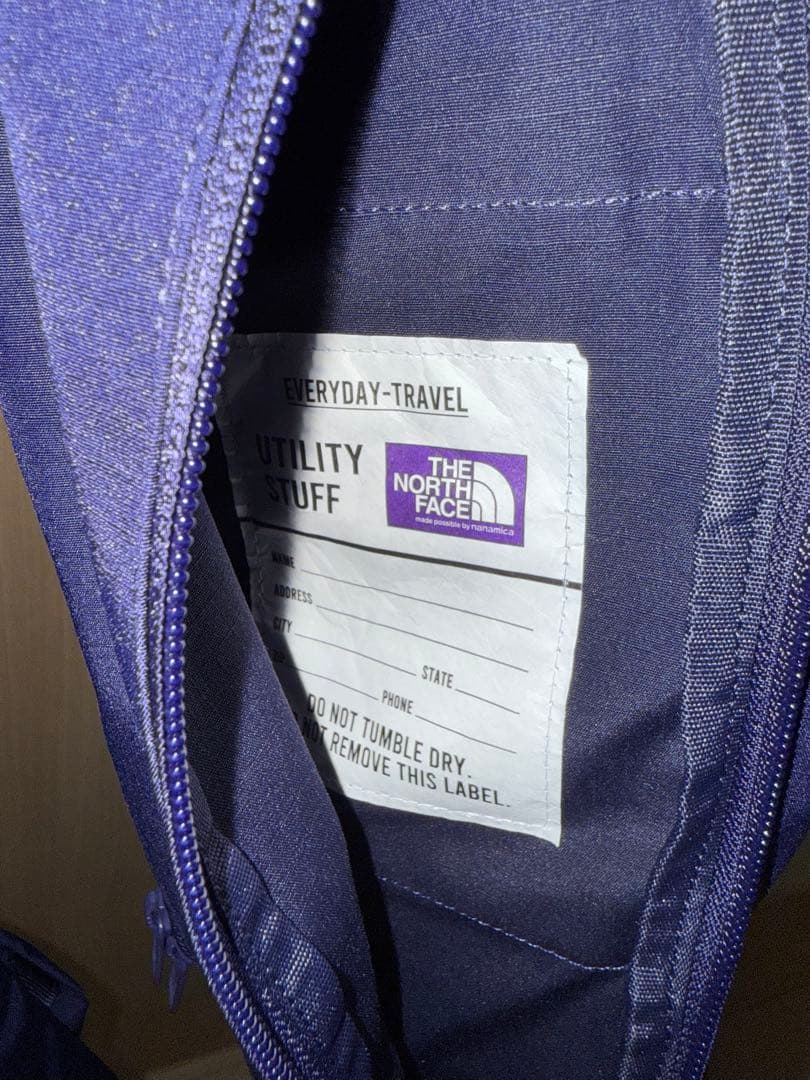 EVERYDAY-TRAVEL
UTILITY
STUFF
THE
NORTH
FACE
made possible by nanamica
NAME
ADDRESS
CITY
STATE
PHONE
DO NOT TUMBLE DRY.
NOT REMOVE THIS LABEL.